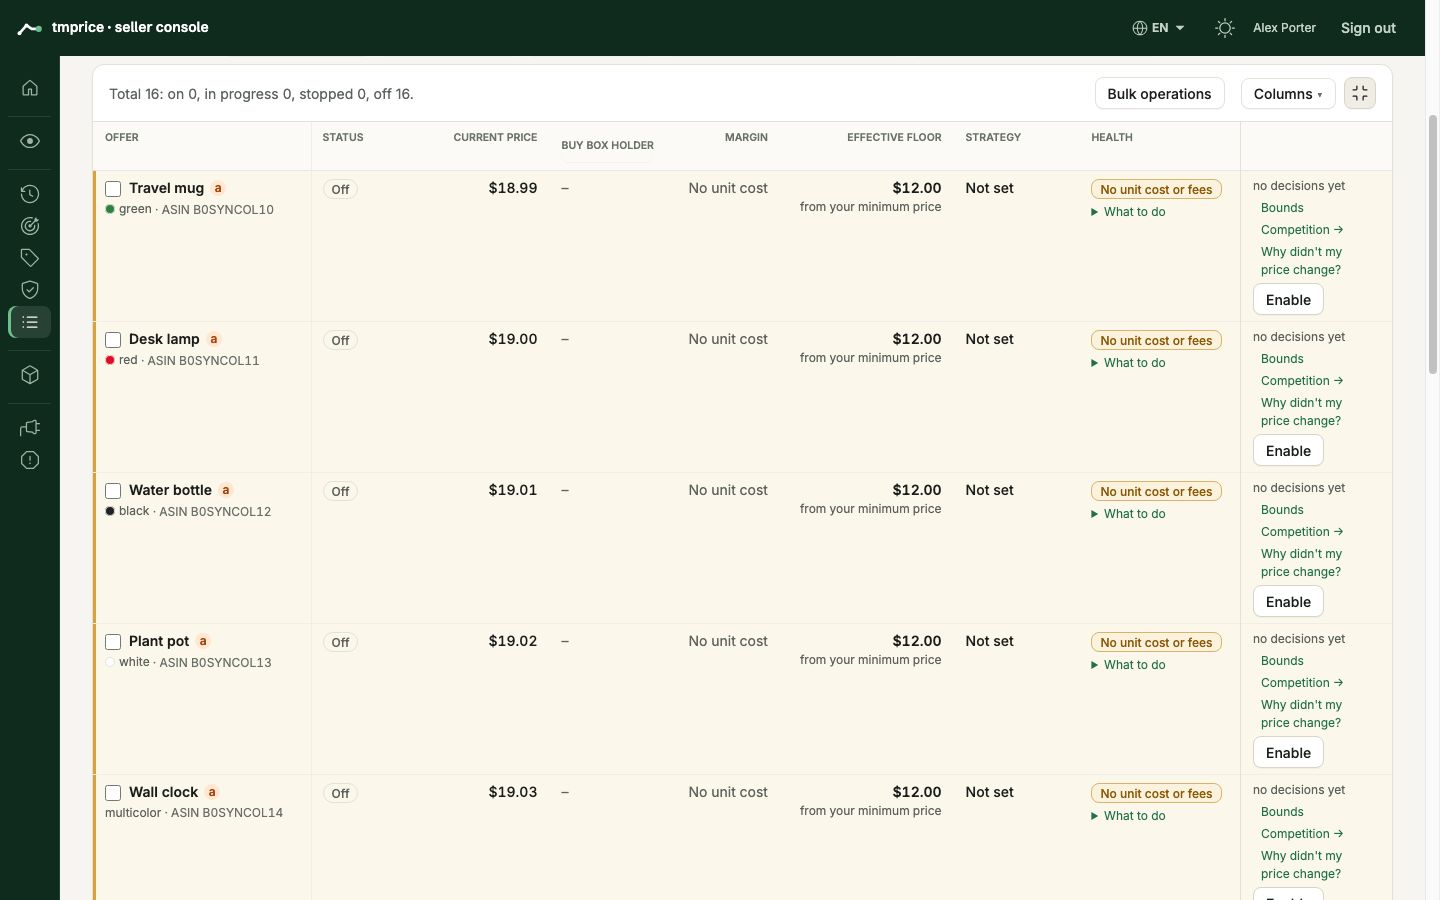 tmprice · seller console
EN
Alex Porter
Sign out
Total 16: on 0, in progress 0, stopped 0, off 16.
Bulk operations
Columns
OFFER
STATUS
CURRENT PRICE
BUY BOX HOLDER
MARGIN
EFFECTIVE FLOOR
STRATEGY
HEALTH
Travel mug a
green · ASIN B0SYNCOL10
Off
$18.99
–
No unit cost
$12.00
from your minimum price
Not set
No unit cost or fees
What to do
no decisions yet
Bounds
Competition →
Why didn't my
price change?
Enable
Desk lamp a
red · ASIN B0SYNCOL11
Off
$19.00
–
No unit cost
$12.00
from your minimum price
Not set
No unit cost or fees
What to do
no decisions yet
Bounds
Competition →
Why didn't my
price change?
Enable
Water bottle a
black · ASIN B0SYNCOL12
Off
$19.01
–
No unit cost
$12.00
from your minimum price
Not set
No unit cost or fees
What to do
no decisions yet
Bounds
Competition →
Why didn't my
price change?
Enable
Plant pot a
white · ASIN B0SYNCOL13
Off
$19.02
–
No unit cost
$12.00
from your minimum price
Not set
No unit cost or fees
What to do
no decisions yet
Bounds
Competition →
Why didn't my
price change?
Enable
Wall clock a
multicolor · ASIN B0SYNCOL14
Off
$19.03
–
No unit cost
$12.00
from your minimum price
Not set
No unit cost or fees
What to do
no decisions yet
Bounds
Competition →
Why didn't my
price change?